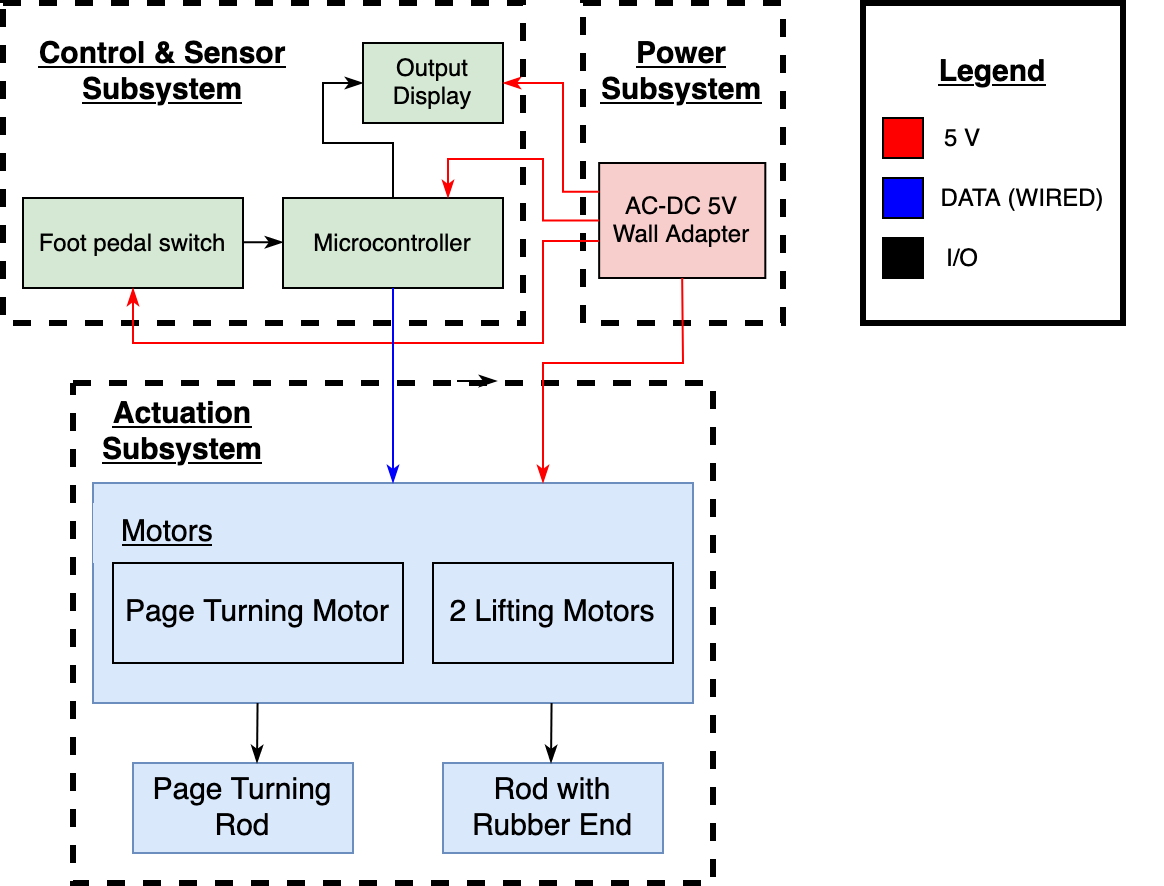 Control & Sensor
Subsystem
Output
Display
Foot pedal switch
Microcontroller
Power
Subsystem
AC-DC 5V
Wall Adapter
Legend
5 V
DATA (WIRED)
I/O
Actuation
Subsystem
Motors
Page Turning Motor
2 Lifting Motors
Page Turning
Rod
Rod with
Rubber End